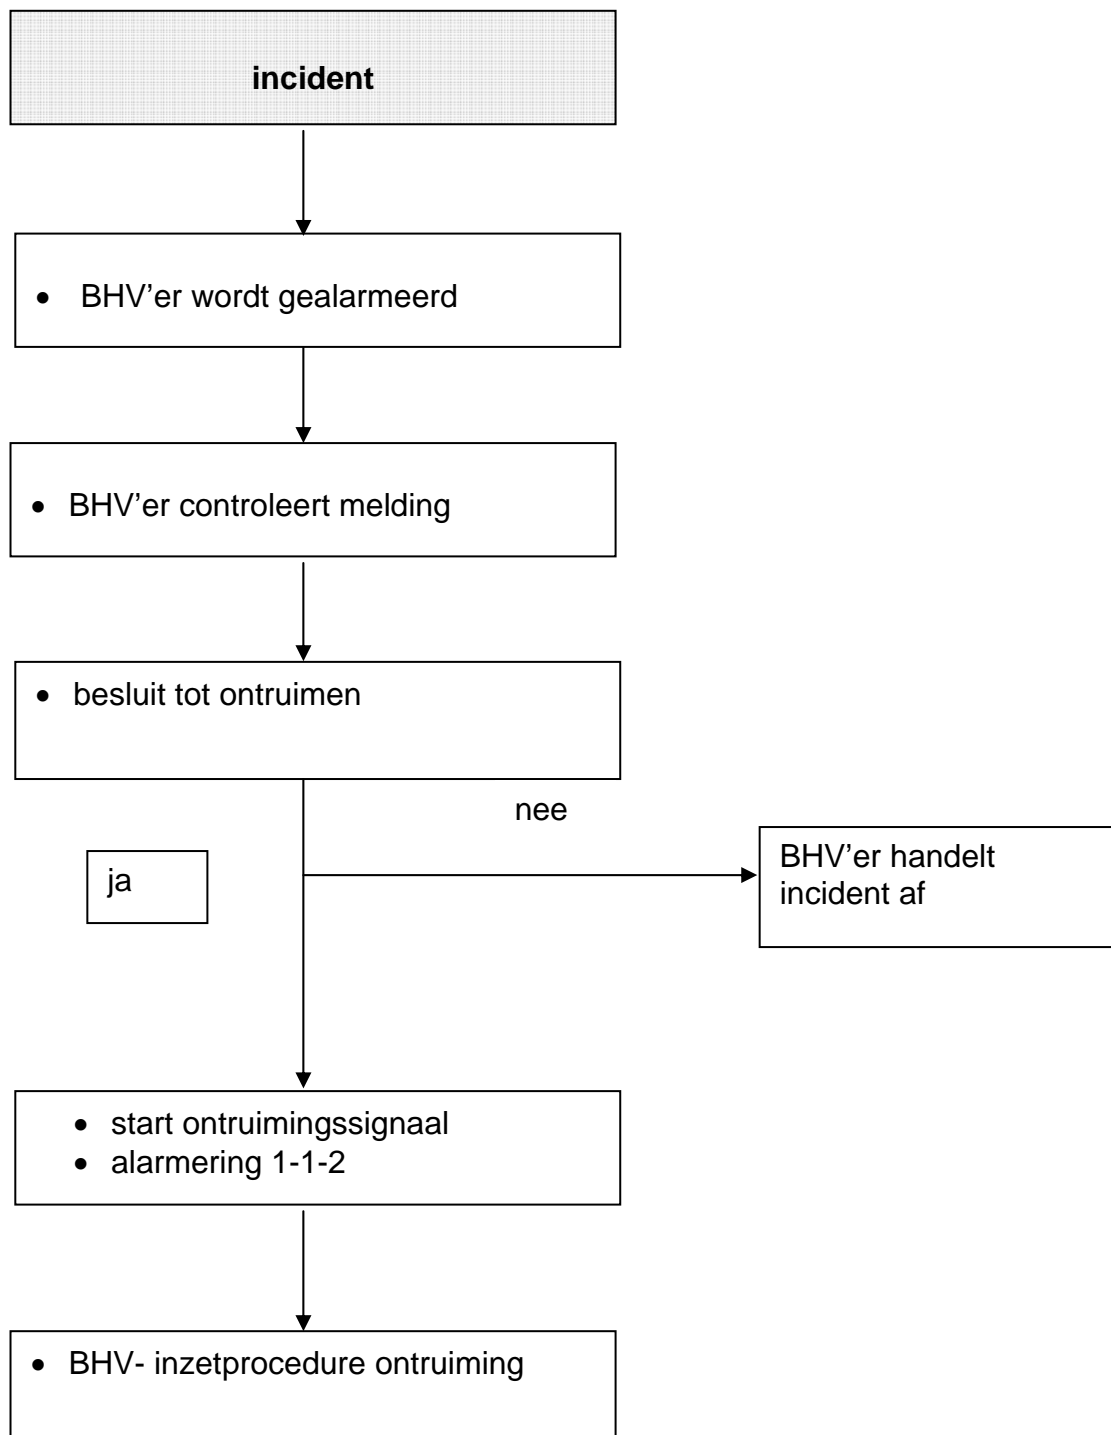 incident
• BHV’er wordt gealarmeerd
• BHV’er controleert melding
• besluit tot ontruimen
nee
ja
BHV’er handelt
incident af
• start ontruimingssignaal
• alarmering 1-1-2
• BHV- inzetprocedure ontruiming